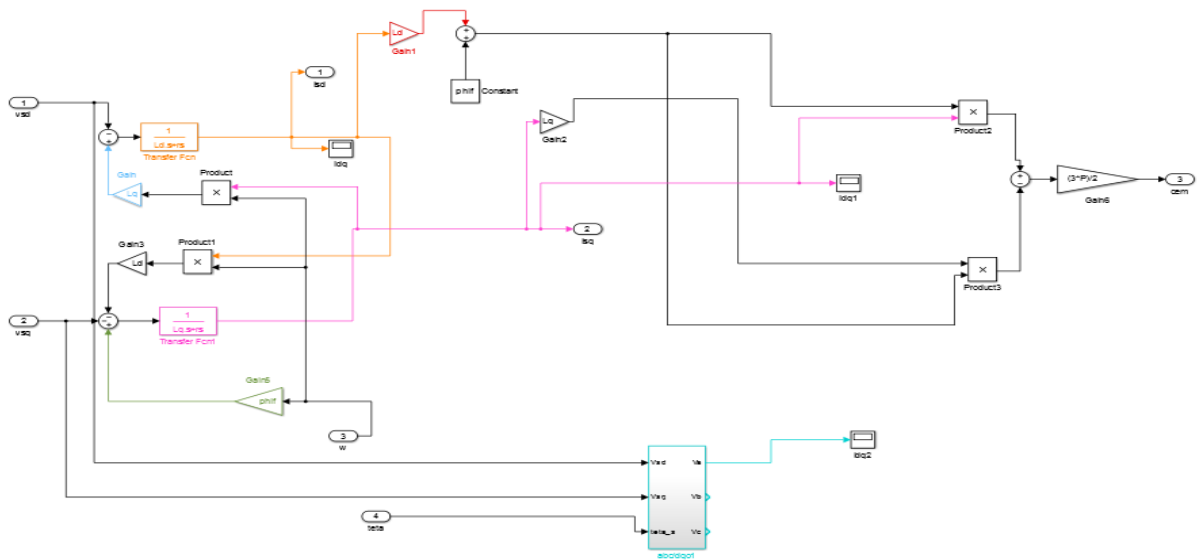 Ld
Gain1
+
+
1
isd
phif
Constant
1
vsd
1
Ld.s+rs
Transfer Fcn
Idq
Lq
Gain2
×
Product2
Gain
Lq
Product
×
Idq1
(3*P)/2
Gain6
3
cem
2
isq
Gain3
Ld
Product1
×
×
Product3
2
vsq
1
Lq.s+rs
Transfer Fcn1
Gain5
phif
3
w
Idq2
Vsd
Va
Vsq
Vb
4
teta
teta_s
Vc